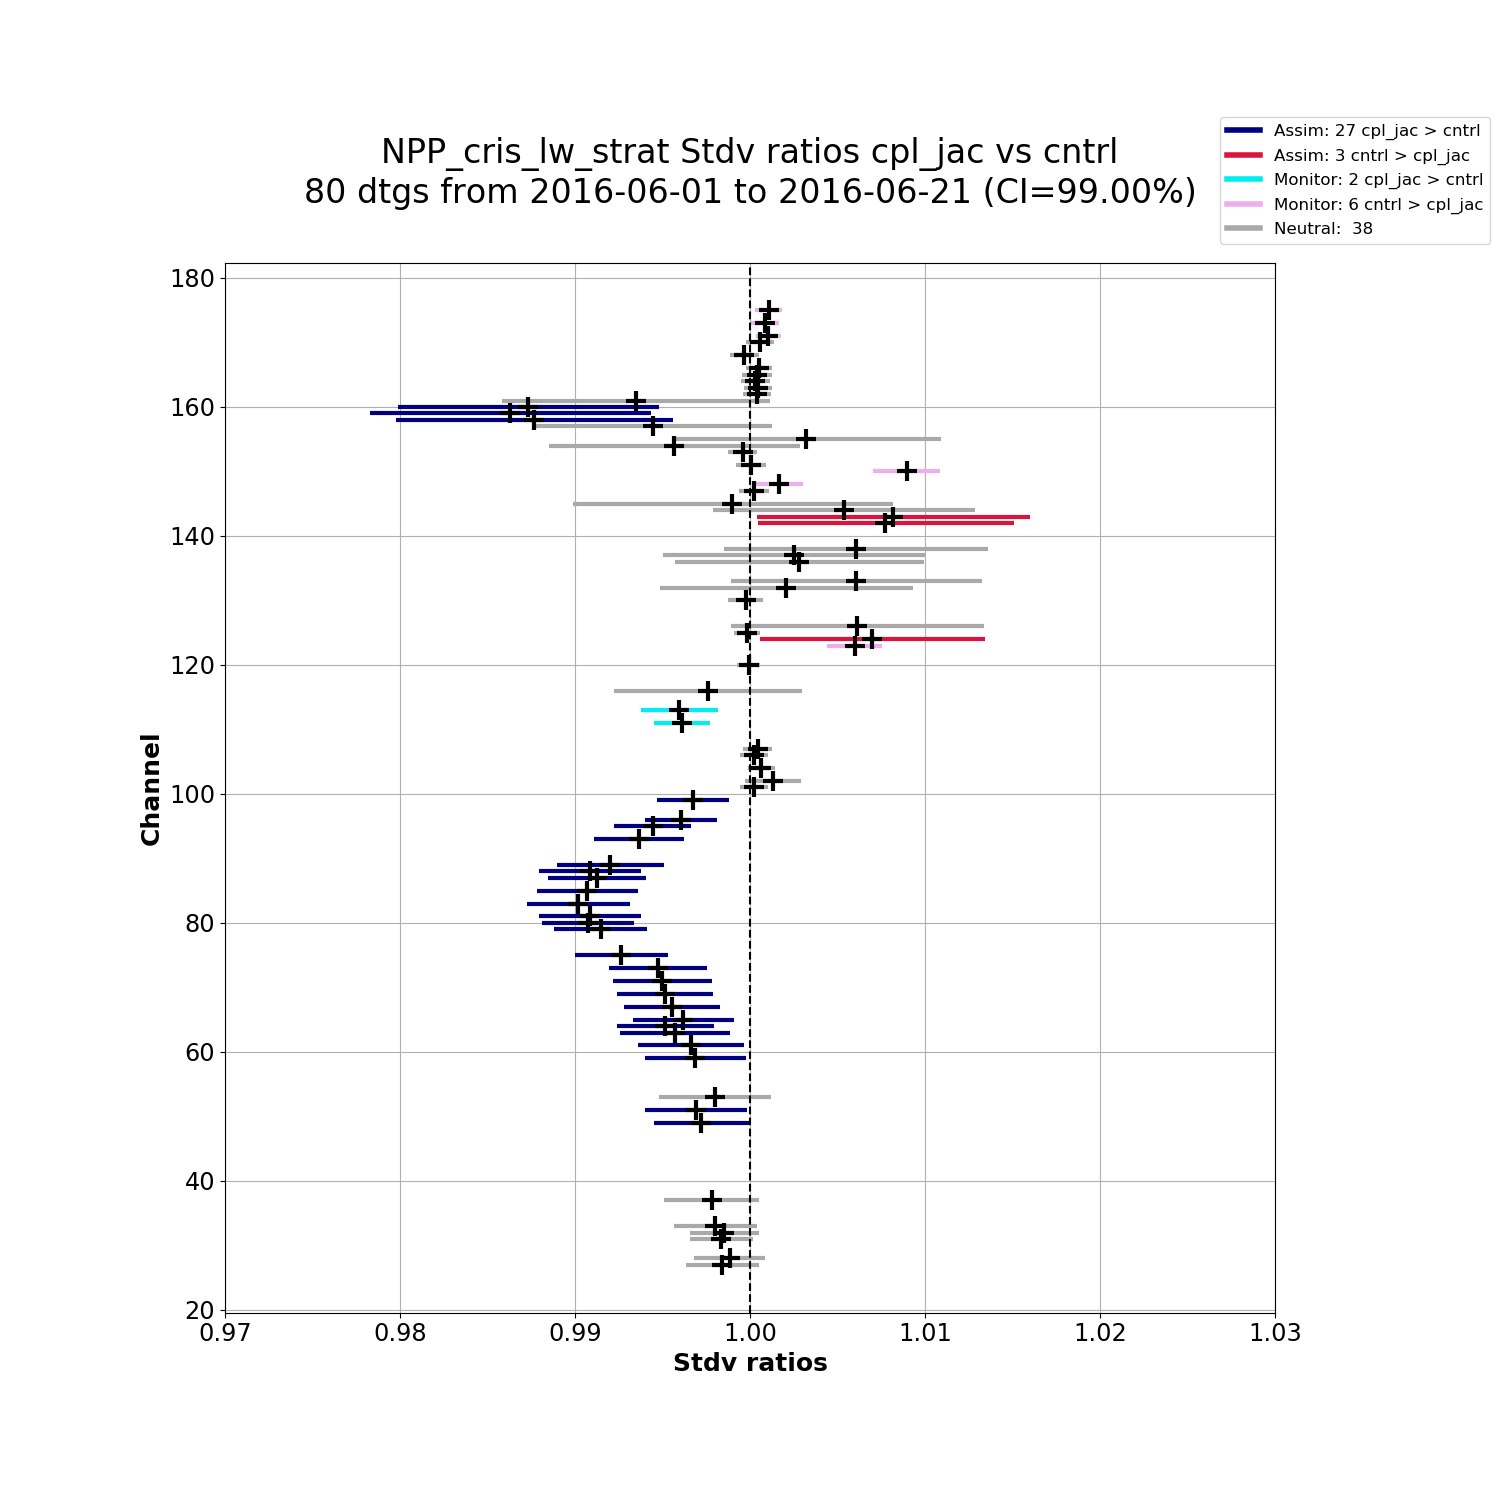 NPP_cris_lw_strat Stdv ratios cpl_jac vs cntrl
80 dtgs from 2016-06-01 to 2016-06-21 (CI=99.00%)
Assim: 27 cpl_jac > cntrl
Assim: 3 cntrl > cpl_jac
Monitor: 2 cpl_jac > cntrl
Monitor: 6 cntrl > cpl_jac
Neutral:  38
180
160
140
120
100
80
60
40
20
Channel
0.97 0.98 0.99 1.00 1.01 1.02 1.03
Stdv ratios